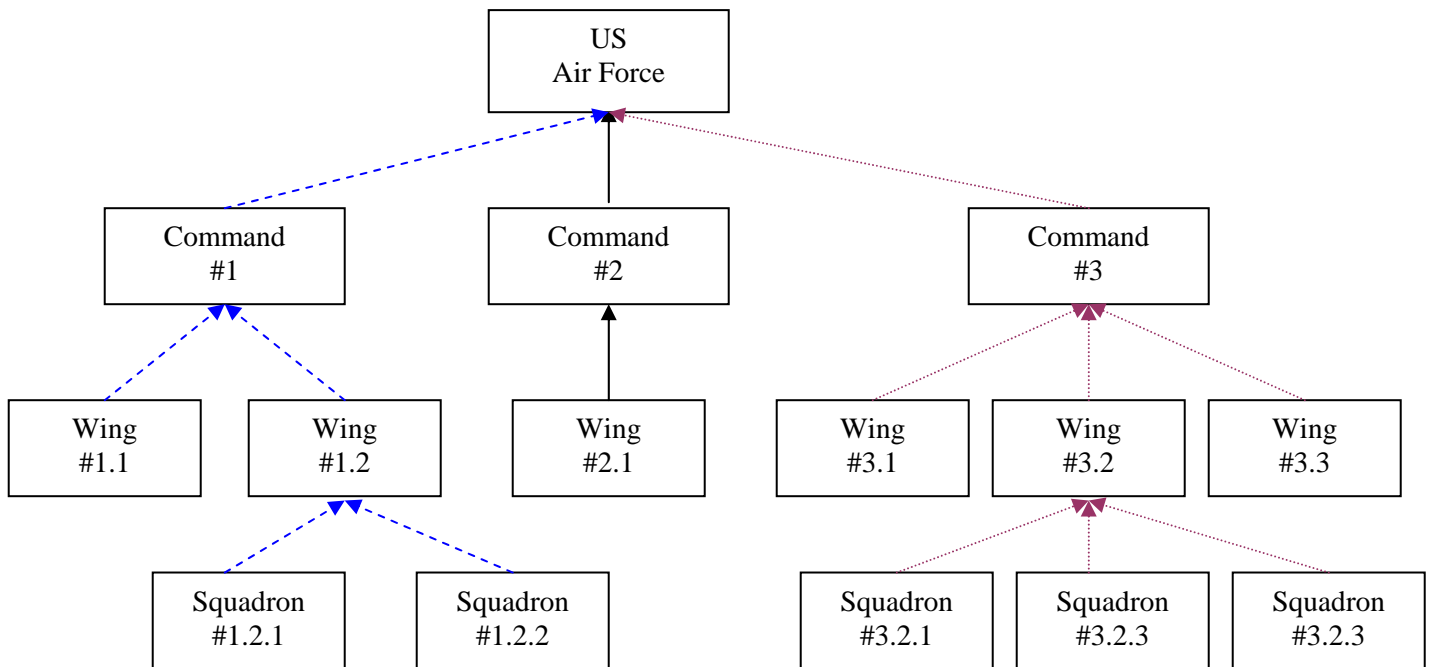 US
Air Force
Command
#1
Command
#2
Command
#3
Wing
#1.1
Wing
#1.2
Wing
#2.1
Wing
#3.1
Wing
#3.2
Wing
#3.3
Squadron
#1.2.1
Squadron
#1.2.2
Squadron
#3.2.1
Squadron
#3.2.3
Squadron
#3.2.3